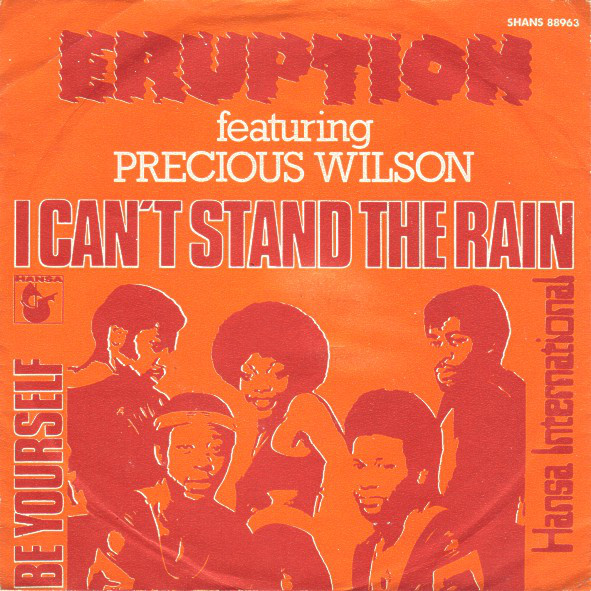 SHANS 88963
ERUPTION
featuring
PRECIOUS WILSON
I CAN'T STAND THE RAIN
HANSA
BE YOURSELF
Hansa International